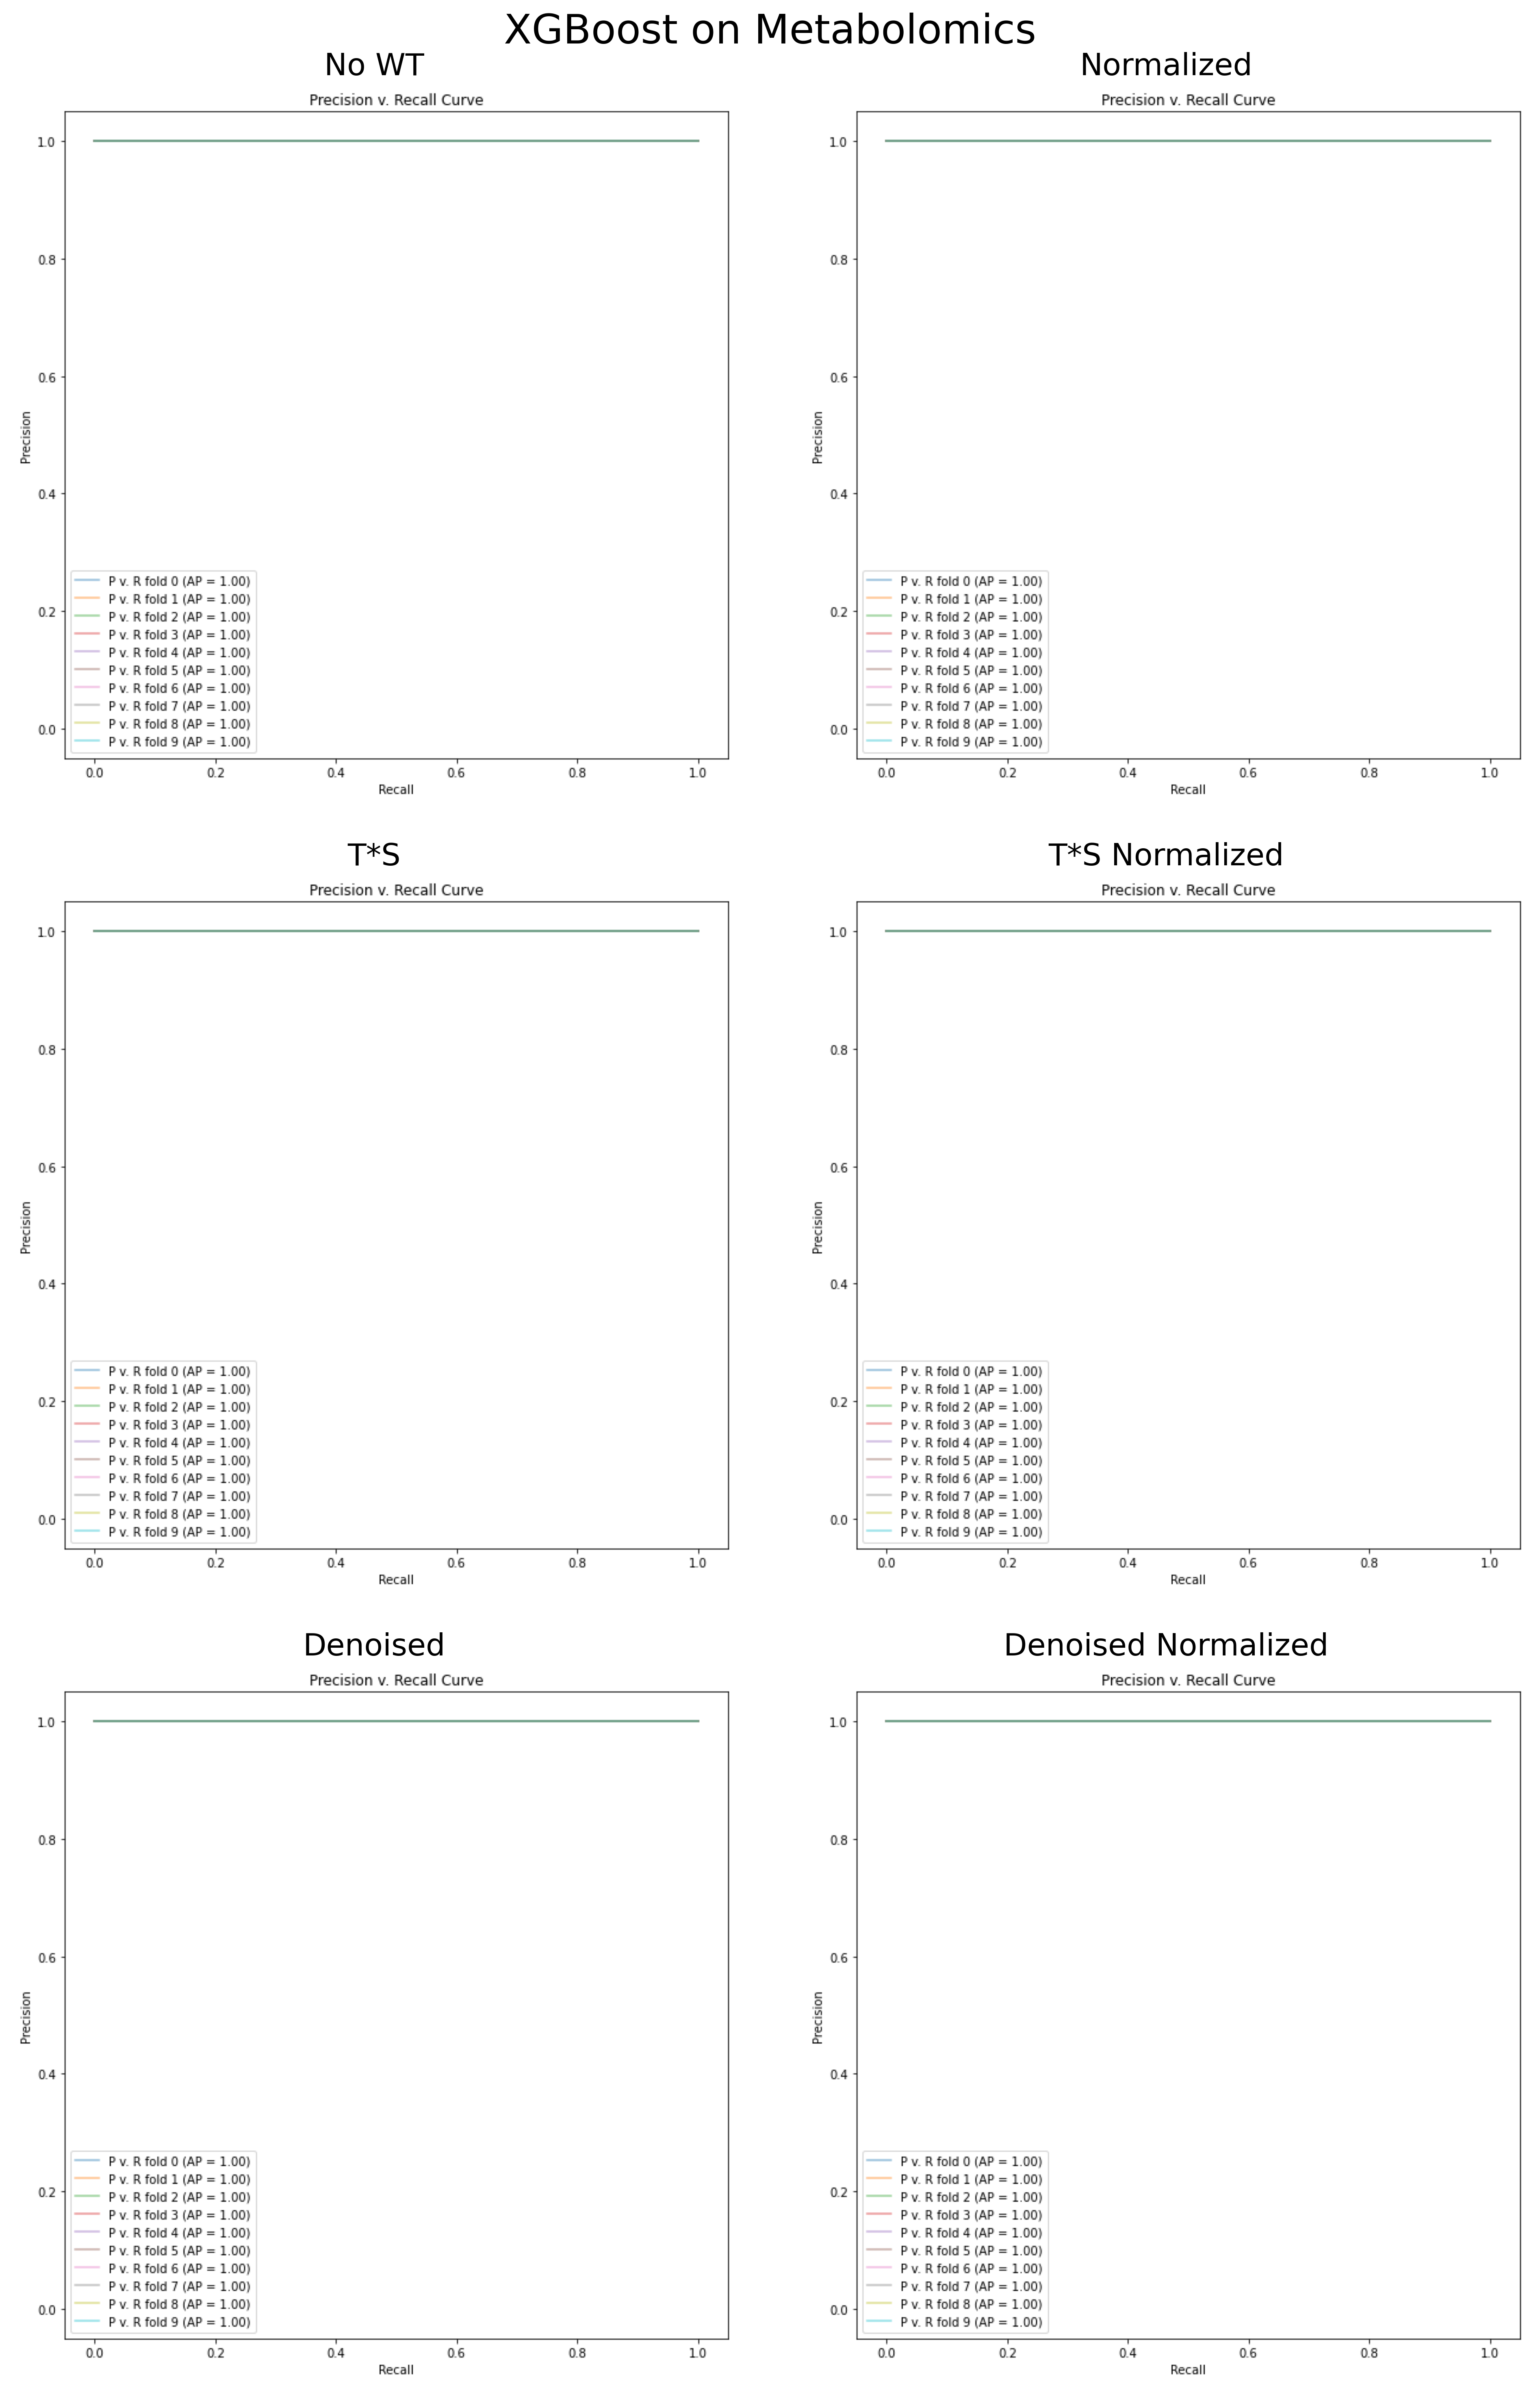 XGBoost on Metabolomics
No WT
Precision v. Recall Curve
1.0
0.8
0.6
0.4
0.2
0.0
Precision
P v. R fold 0 (AP = 1.00)
P v. R fold 1 (AP = 1.00)
P v. R fold 2 (AP = 1.00)
P v. R fold 3 (AP = 1.00)
P v. R fold 4 (AP = 1.00)
P v. R fold 5 (AP = 1.00)
P v. R fold 6 (AP = 1.00)
P v. R fold 7 (AP = 1.00)
P v. R fold 8 (AP = 1.00)
P v. R fold 9 (AP = 1.00)
0.0 0.2 0.4 0.6 0.8 1.0
Recall
Normalized
Precision v. Recall Curve
1.0
0.8
0.6
0.4
0.2
0.0
Precision
P v. R fold 0 (AP = 1.00)
P v. R fold 1 (AP = 1.00)
P v. R fold 2 (AP = 1.00)
P v. R fold 3 (AP = 1.00)
P v. R fold 4 (AP = 1.00)
P v. R fold 5 (AP = 1.00)
P v. R fold 6 (AP = 1.00)
P v. R fold 7 (AP = 1.00)
P v. R fold 8 (AP = 1.00)
P v. R fold 9 (AP = 1.00)
0.0 0.2 0.4 0.6 0.8 1.0
Recall
T*S
Precision v. Recall Curve
1.0
0.8
0.6
0.4
0.2
0.0
Precision
P v. R fold 0 (AP = 1.00)
P v. R fold 1 (AP = 1.00)
P v. R fold 2 (AP = 1.00)
P v. R fold 3 (AP = 1.00)
P v. R fold 4 (AP = 1.00)
P v. R fold 5 (AP = 1.00)
P v. R fold 6 (AP = 1.00)
P v. R fold 7 (AP = 1.00)
P v. R fold 8 (AP = 1.00)
P v. R fold 9 (AP = 1.00)
0.0 0.2 0.4 0.6 0.8 1.0
Recall
T*S Normalized
Precision v. Recall Curve
1.0
0.8
0.6
0.4
0.2
0.0
Precision
P v. R fold 0 (AP = 1.00)
P v. R fold 1 (AP = 1.00)
P v. R fold 2 (AP = 1.00)
P v. R fold 3 (AP = 1.00)
P v. R fold 4 (AP = 1.00)
P v. R fold 5 (AP = 1.00)
P v. R fold 6 (AP = 1.00)
P v. R fold 7 (AP = 1.00)
P v. R fold 8 (AP = 1.00)
P v. R fold 9 (AP = 1.00)
0.0 0.2 0.4 0.6 0.8 1.0
Recall
Denoised
Precision v. Recall Curve
1.0
0.8
0.6
0.4
0.2
0.0
Precision
P v. R fold 0 (AP = 1.00)
P v. R fold 1 (AP = 1.00)
P v. R fold 2 (AP = 1.00)
P v. R fold 3 (AP = 1.00)
P v. R fold 4 (AP = 1.00)
P v. R fold 5 (AP = 1.00)
P v. R fold 6 (AP = 1.00)
P v. R fold 7 (AP = 1.00)
P v. R fold 8 (AP = 1.00)
P v. R fold 9 (AP = 1.00)
0.0 0.2 0.4 0.6 0.8 1.0
Recall
Denoised Normalized
Precision v. Recall Curve
1.0
0.8
0.6
0.4
0.2
0.0
Precision
P v. R fold 0 (AP = 1.00)
P v. R fold 1 (AP = 1.00)
P v. R fold 2 (AP = 1.00)
P v. R fold 3 (AP = 1.00)
P v. R fold 4 (AP = 1.00)
P v. R fold 5 (AP = 1.00)
P v. R fold 6 (AP = 1.00)
P v. R fold 7 (AP = 1.00)
P v. R fold 8 (AP = 1.00)
P v. R fold 9 (AP = 1.00)
0.0 0.2 0.4 0.6 0.8 1.0
Recall